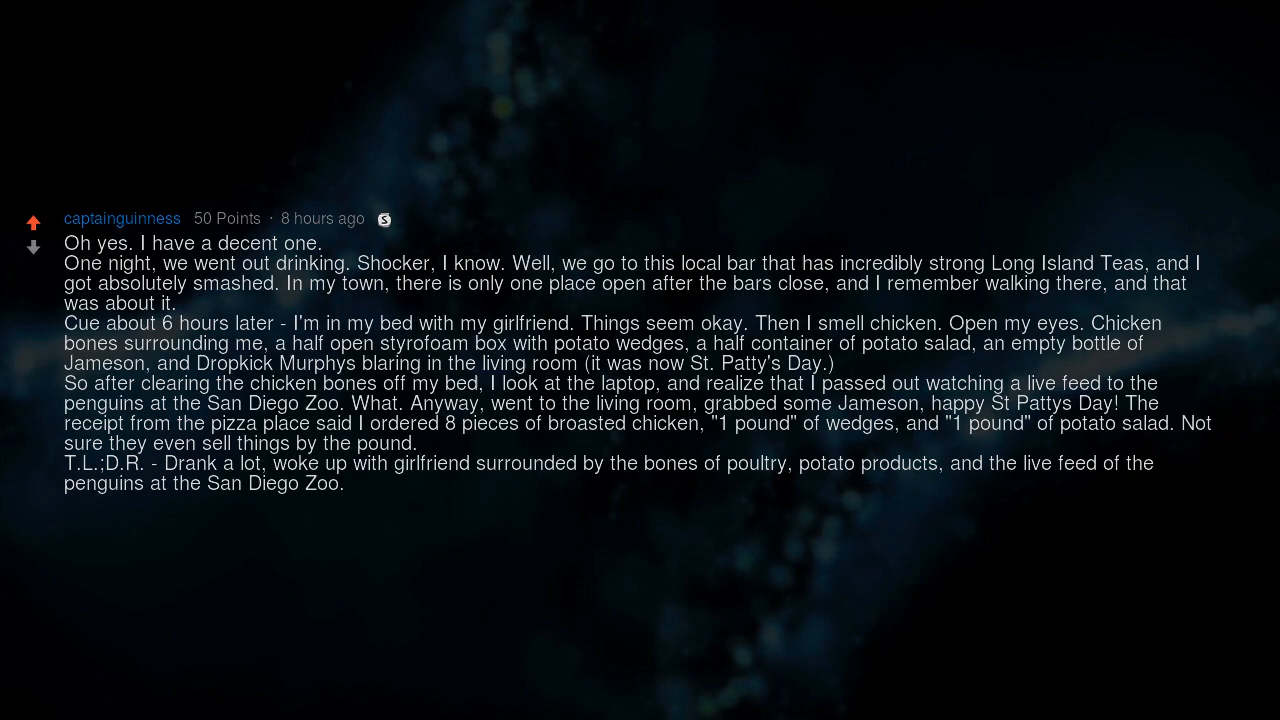 captainguinness 50 Points · 8 hours ago S
Oh yes. I have a decent one.
One night, we went out drinking. Shocker, I know. Well, we go to this local bar that has incredibly strong Long Island Teas, and I
got absolutely smashed. In my town, there is only one place open after the bars close, and I remember walking there, and that
was about it.
Cue about 6 hours later - I'm in my bed with my girlfriend. Things seem okay. Then I smell chicken. Open my eyes. Chicken
bones surrounding me, a half open styrofoam box with potato wedges, a half container of potato salad, an empty bottle of
Jameson, and Dropkick Murphys blaring in the living room (it was now St. Patty's Day.)
So after clearing the chicken bones off my bed, I look at the laptop, and realize that I passed out watching a live feed to the
penguins at the San Diego Zoo. What. Anyway, went to the living room, grabbed some Jameson, happy St Pattys Day! The
receipt from the pizza place said I ordered 8 pieces of broasted chicken, "1 pound" of wedges, and "1 pound" of potato salad. Not
sure they even sell things by the pound.
T.L.;D.R. - Drank a lot, woke up with girlfriend surrounded by the bones of poultry, potato products, and the live feed of the
penguins at the San Diego Zoo.